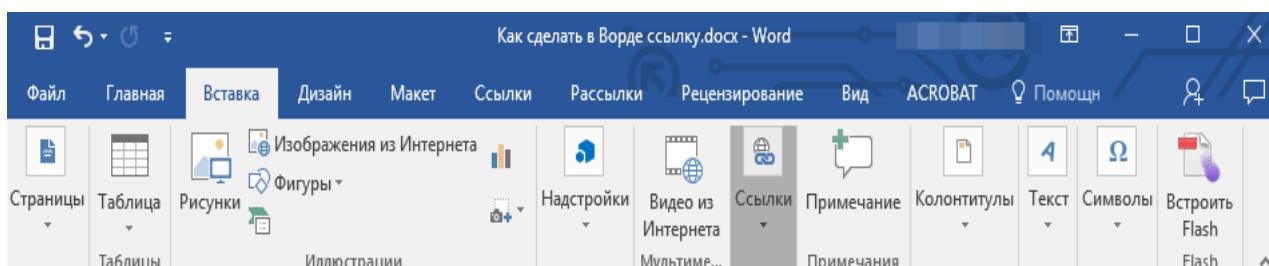 Как сделать в Ворде ссылку.docx - Word
Файл Главная Вставка Дизайн Макет Ссылки Рассылки Рецензирование Вид ACROBAT Помощн
Изображения из Интернета
Фигуры
Страницы Таблица Рисунки Надстройки Видео из Интернета Ссылки Примечание Колонтитулы Текст Символы Встроить Flash
Таблицы Иллюстрации Мультиме... Примечания Flash